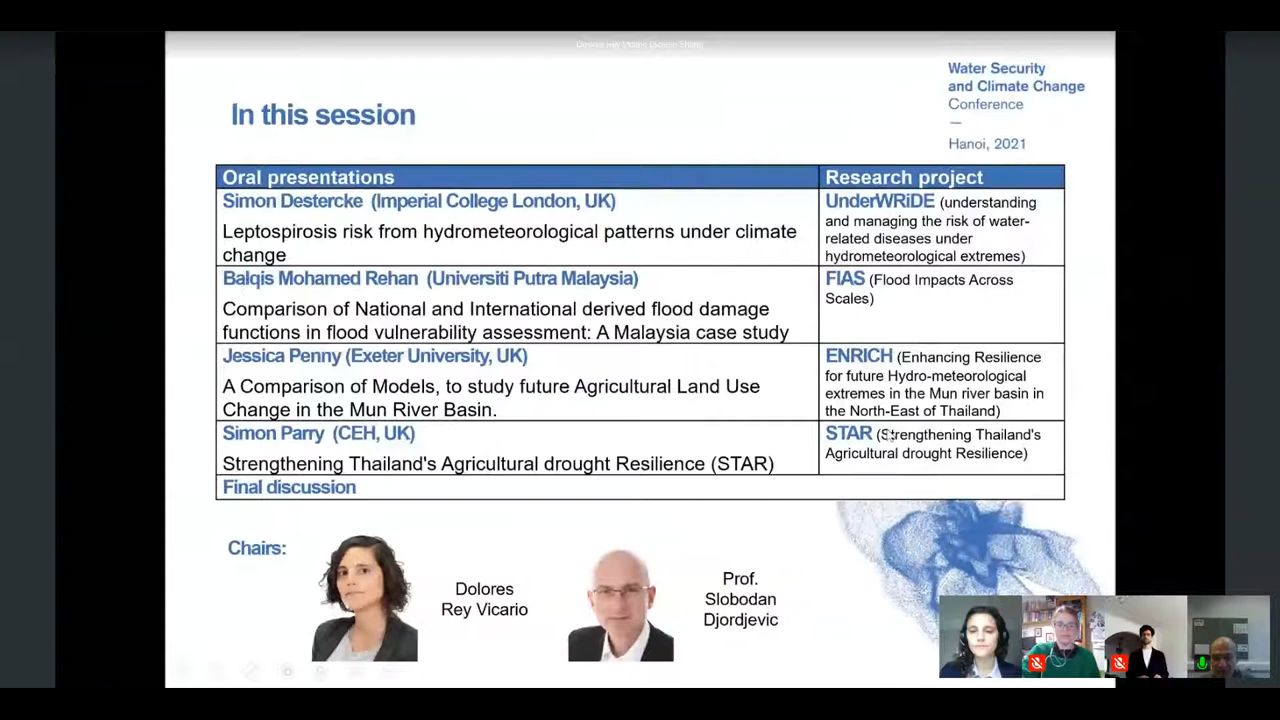 Dolores Rey Vicario (Screen Share)
Water Security
and Climate Change
Conference
—
Hanoi, 2021
In this session
Oral presentations
Research project
Simon Destercke (Imperial College London, UK)
Leptospirosis risk from hydrometeorological patterns under climate
change
UnderWRiDE (understanding
and managing the risk of water-
related diseases under
hydrometeorological extremes)
Balqis Mohamed Rehan (Universiti Putra Malaysia)
Comparison of National and International derived flood damage
functions in flood vulnerability assessment: A Malaysia case study
FIAS (Flood Impacts Across
Scales)
Jessica Penny (Exeter University, UK)
A Comparison of Models, to study future Agricultural Land Use
Change in the Mun River Basin.
ENRICH (Enhancing Resilience
for future Hydro-meteorological
extremes in the Mun river basin in
the North-East of Thailand)
Simon Parry (CEH, UK)
Strengthening Thailand's Agricultural drought Resilience (STAR)
STAR (Strengthening Thailand's
Agricultural drought Resilience)
Final discussion
Chairs:
Dolores
Rey Vicario
Prof.
Slobodan
Djordjevic